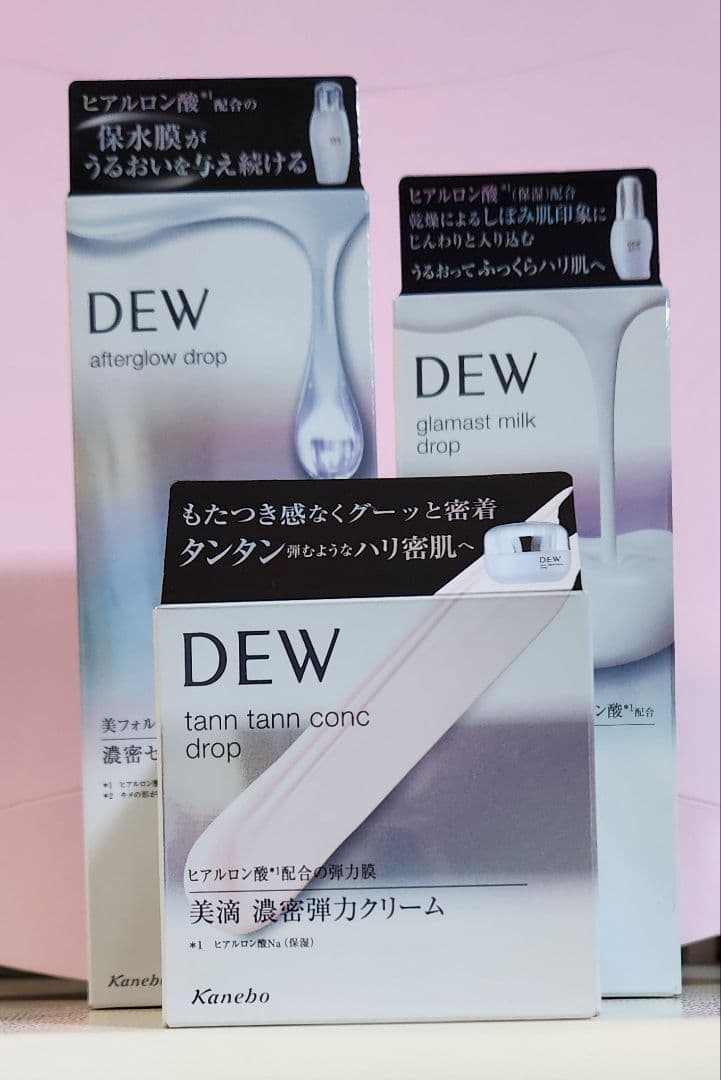 ヒアルロン酸*1配合の
保水膜が
うるおいを与え続ける
DEW
afterglow drop
美フォル
濃密セ
*1 ヒアルロン酸
*2 キメの形が
Kaneb
ヒアルロン酸*1(保湿)配合
乾燥によるしぼみ肌印象に
じんわりと入り込む
うるおってふっくらハリ肌へ
DEW
glamast milk
drop
ン酸*1配合
もたつき感なくグーッと密着
タンタン弾むようなハリ密肌へ
DEW
DEW
tann tann conc
drop
ヒアルロン酸*1配合の弾力膜
美滴 濃密弾力クリーム
*1 ヒアルロン酸Na(保湿)
Kanebo